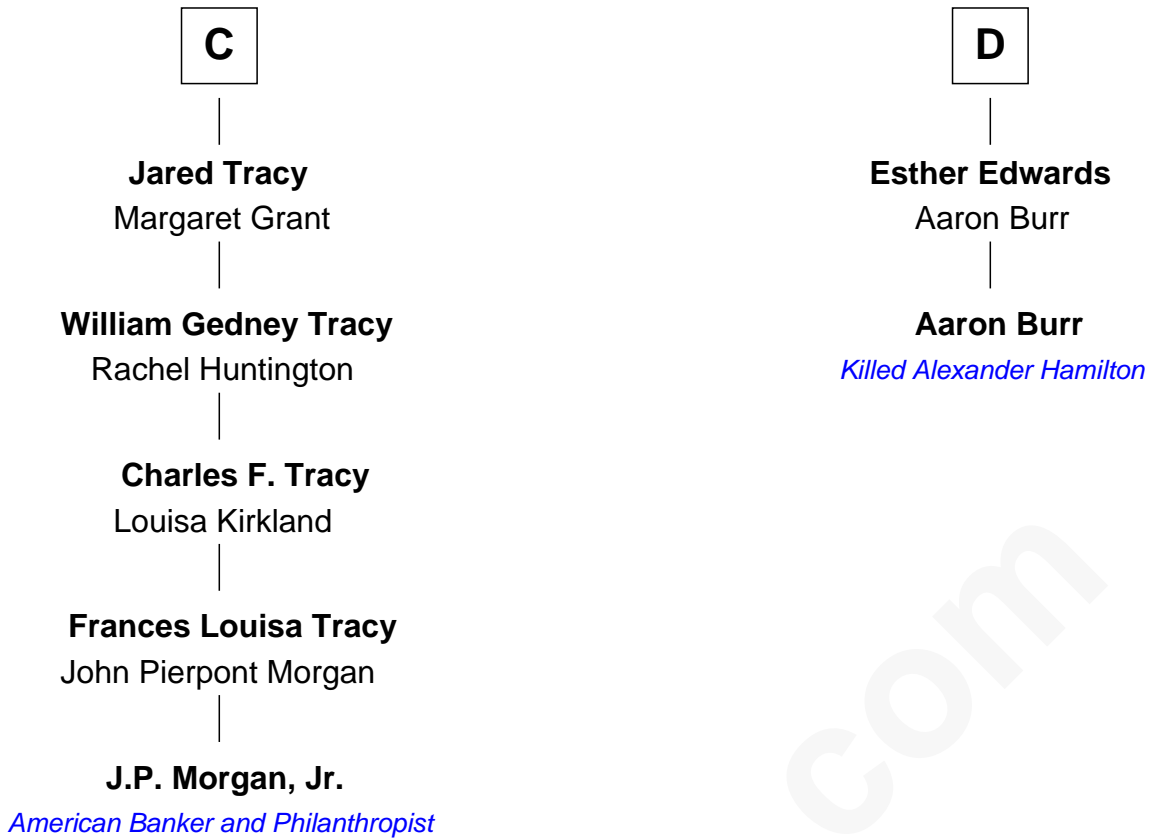 C
Jared Tracy
Margaret Grant
William Gedney Tracy
Rachel Huntington
Charles F. Tracy
Louisa Kirkland
Frances Louisa Tracy
John Pierpont Morgan
J.P. Morgan, Jr.
American Banker and Philanthropist
D
Esther Edwards
Aaron Burr
Aaron Burr
Killed Alexander Hamilton
com